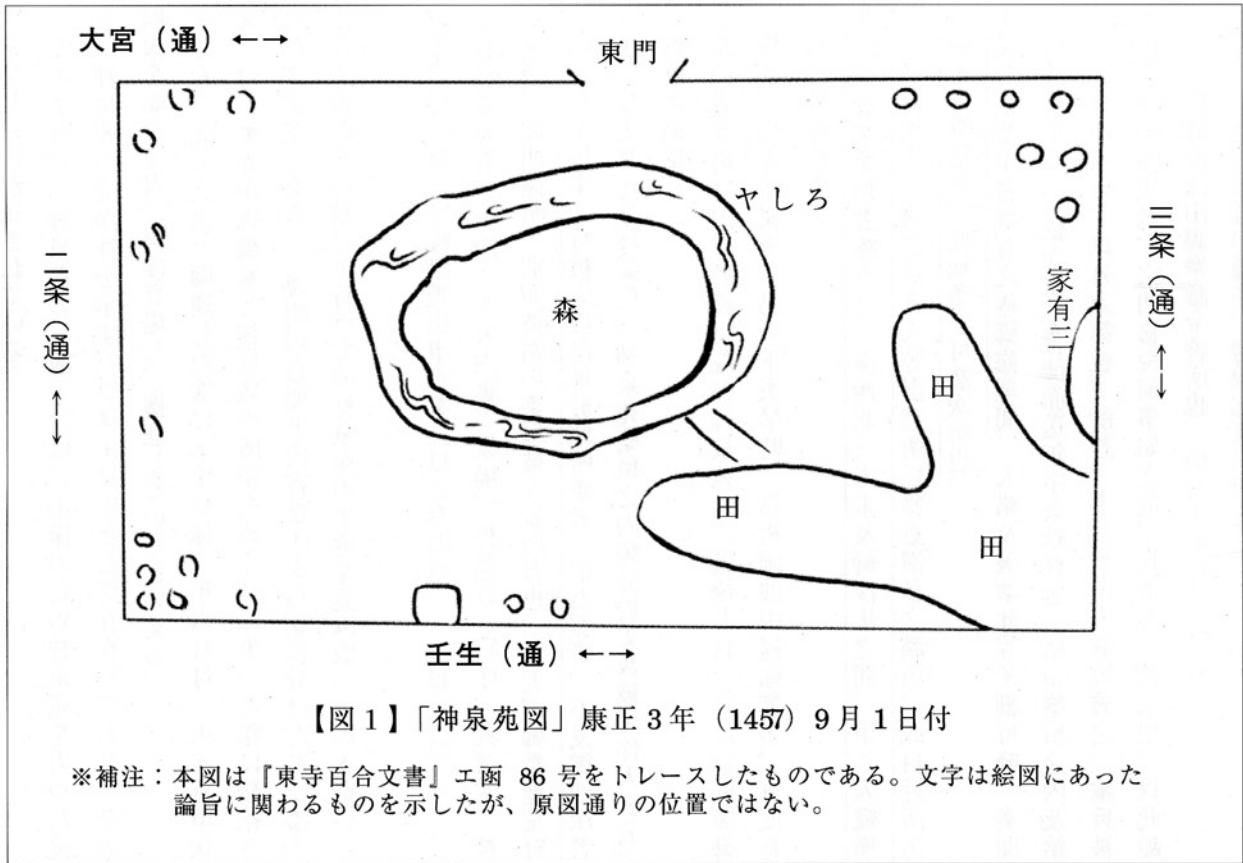 大宮（通）←→
東門
ヤしろ
三条（通）←→
二条（通）←→
家有三
森
田
田
田
壬生（通）←→
【図1】「神泉苑図」康正3年（1457）9月1日付
※補注：本図は『東寺百合文書』エ函 86号をトレースしたものである。文字は絵図にあった
論旨に関わるものを示したが、原図通りの位置ではない。